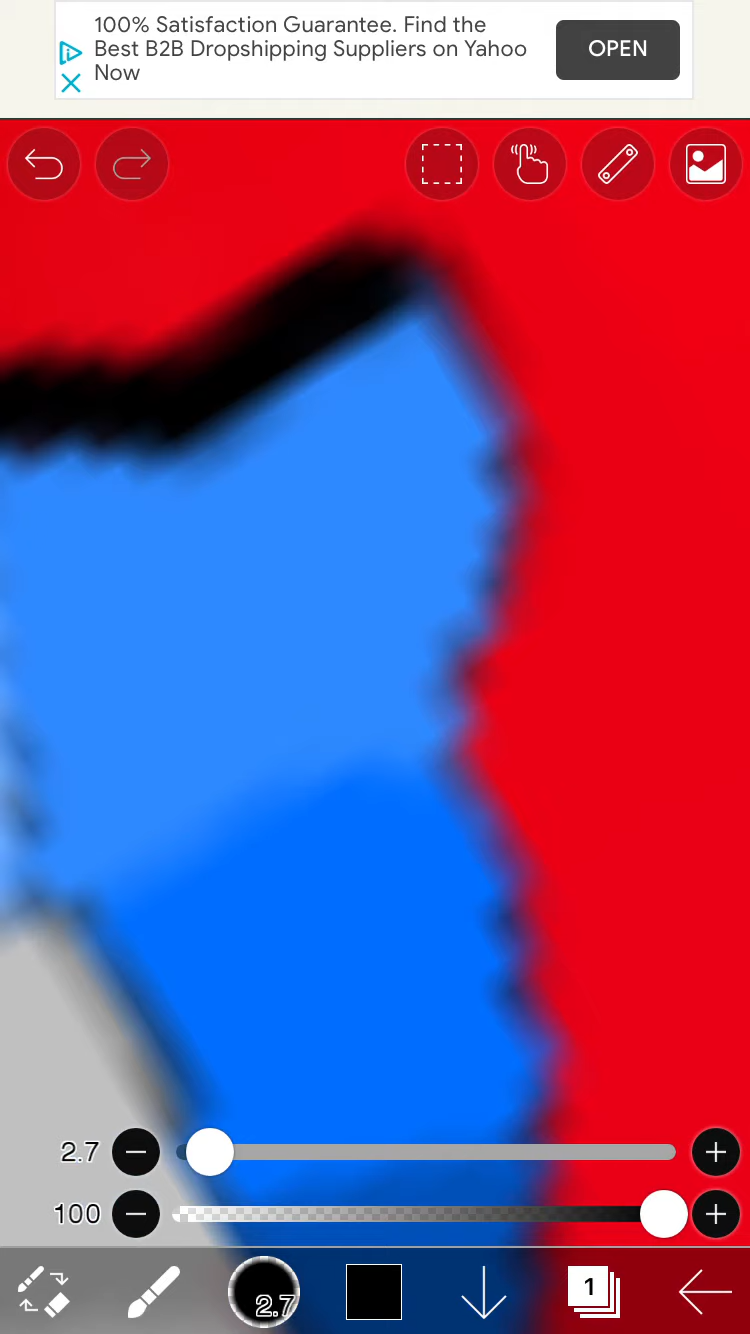 100% Satisfaction Guarantee. Find the
Best B2B Dropshipping Suppliers on Yahoo
Now
OPEN
2.7
100
2.7
1